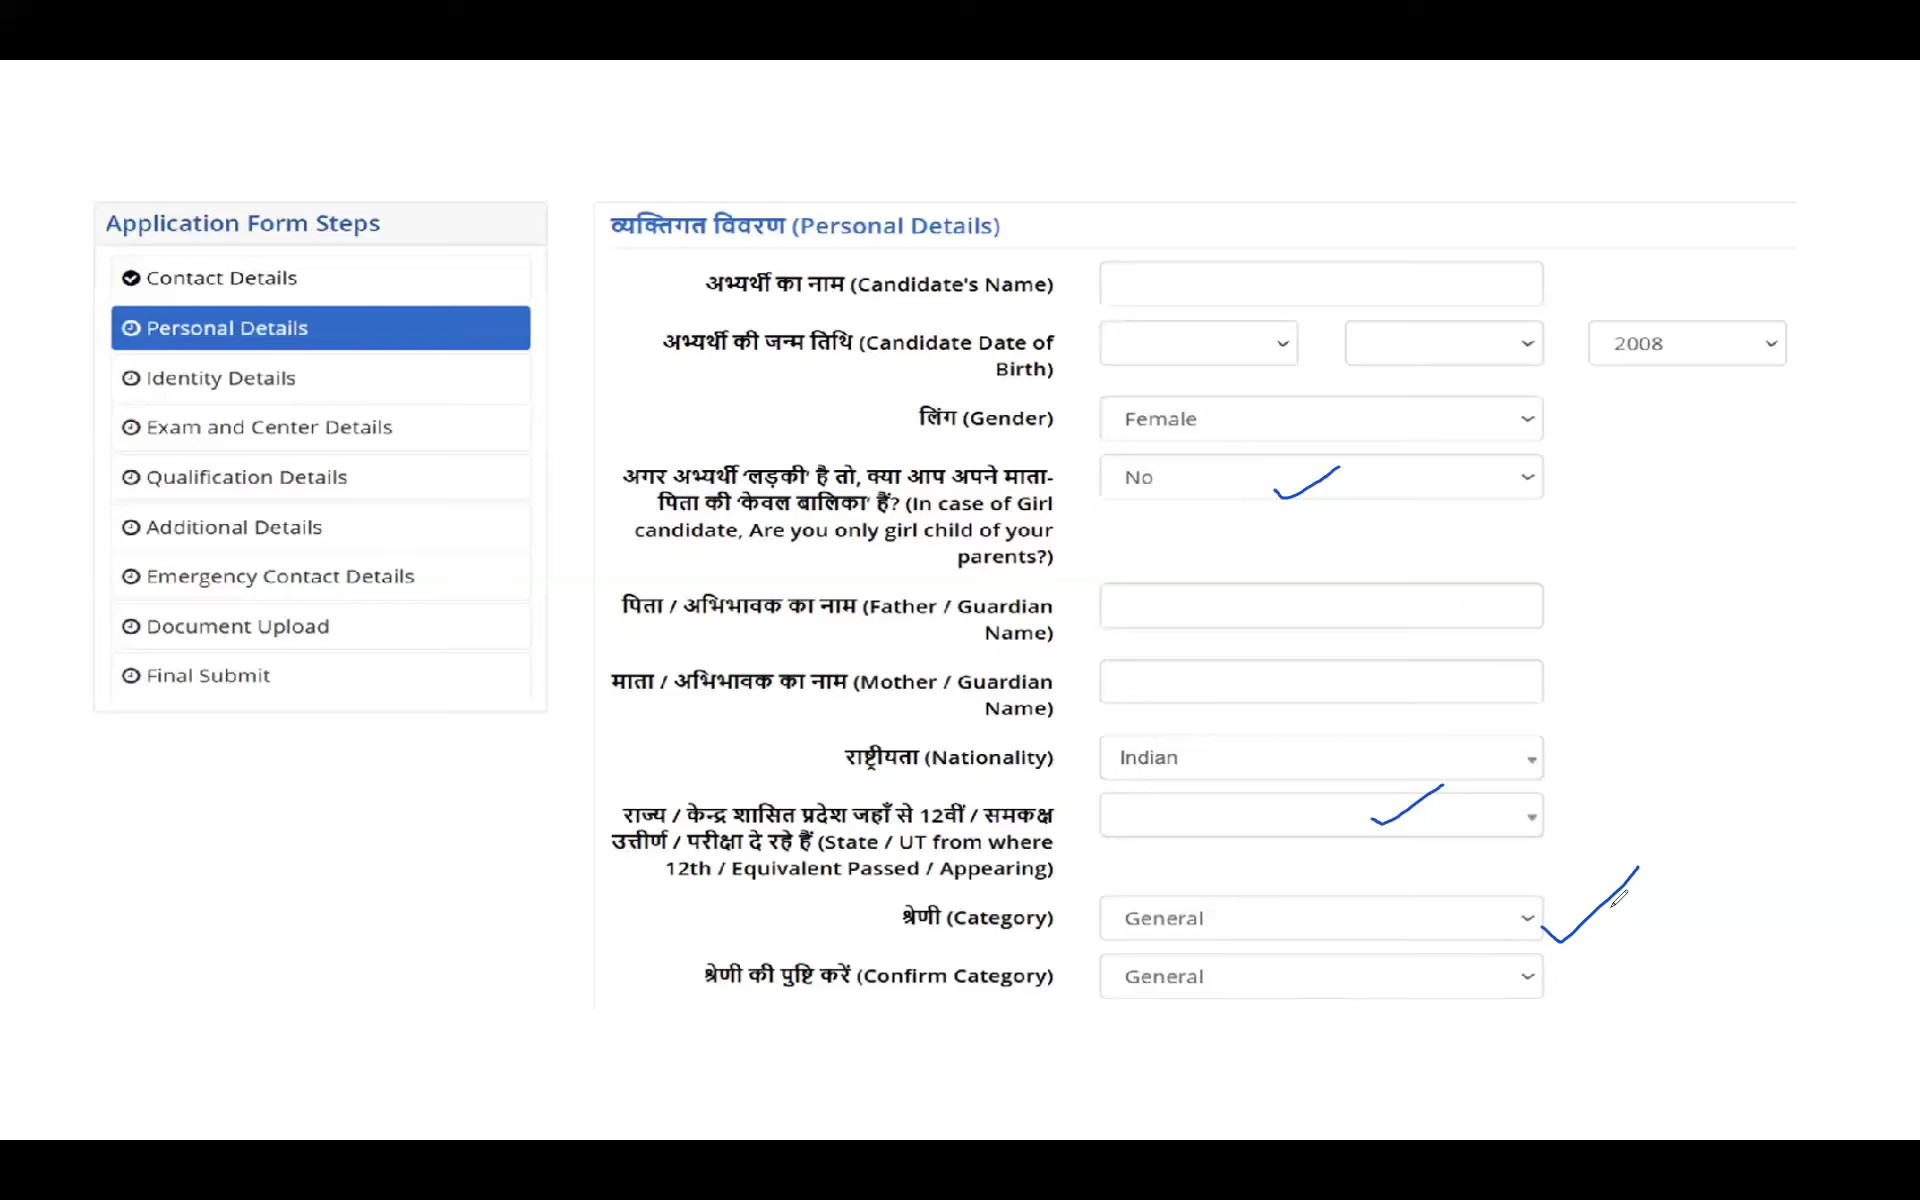 Application Form Steps
Contact Details
Personal Details
Identity Details
Exam and Center Details
Qualification Details
Additional Details
Emergency Contact Details
Document Upload
Final Submit
व्यक्तिगत विवरण (Personal Details)
अभ्यर्थी का नाम (Candidate's Name)
अभ्यर्थी की जन्म तिथि (Candidate Date of
Birth)
2008
लिंग (Gender)
Female
अगर अभ्यर्थी ‘लड़की’ है तो, क्या आप अपने माता-
पिता की ‘केवल बालिका’ हैं? (In case of Girl
candidate, Are you only girl child of your
parents?)
No
पिता / अभिभावक का नाम (Father / Guardian
Name)
माता / अभिभावक का नाम (Mother / Guardian
Name)
राष्ट्रीयता (Nationality)
Indian
राज्य / केन्द्र शासित प्रदेश जहाँ से 12वीं / समकक्ष
उत्तीर्ण / परीक्षा दे रहे हैं (State / UT from where
12th / Equivalent Passed / Appearing)
श्रेणी (Category)
General
श्रेणी की पुष्टि करें (Confirm Category)
General